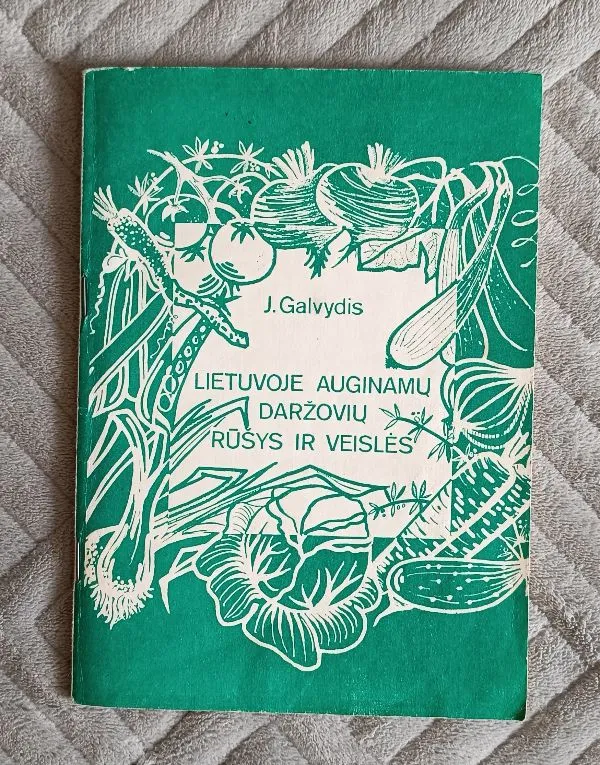 J. Galvydis
LIETUVOJE AUGINAMŲ
DARŽOVIŲ
RŪŠYS IR VEISLĖS